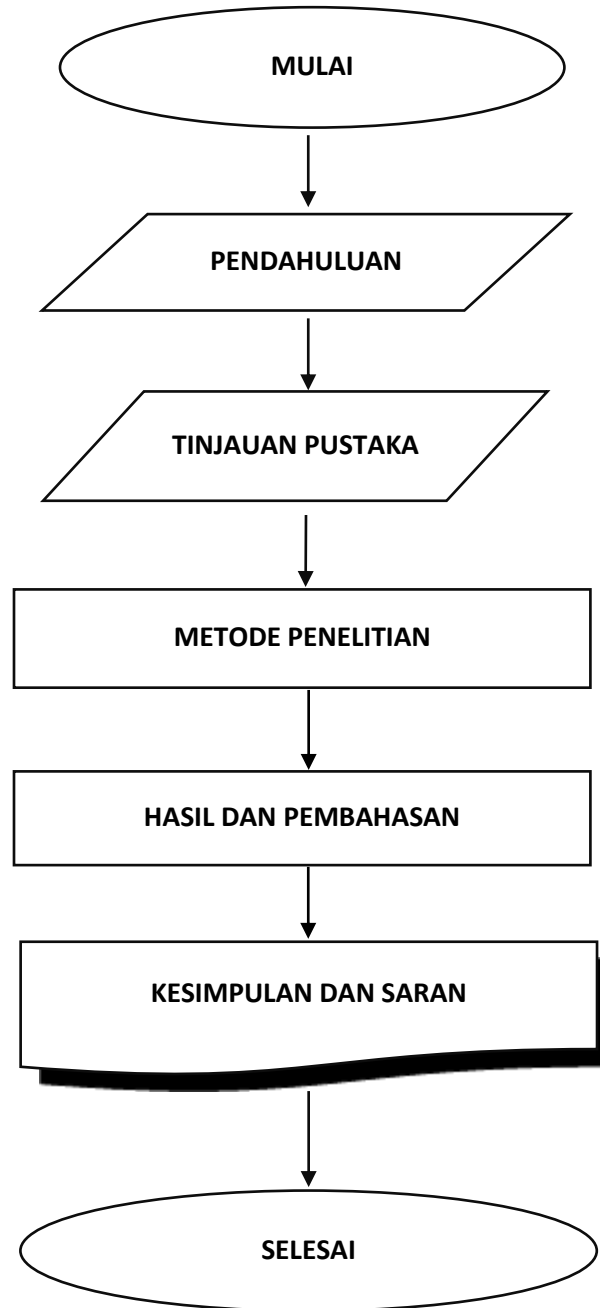 MULAI
PENDAHULUAN
TINJAUAN PUSTAKA
METODE PENELITIAN
HASIL DAN PEMBAHASAN
KESIMPULAN DAN SARAN
SELESAI